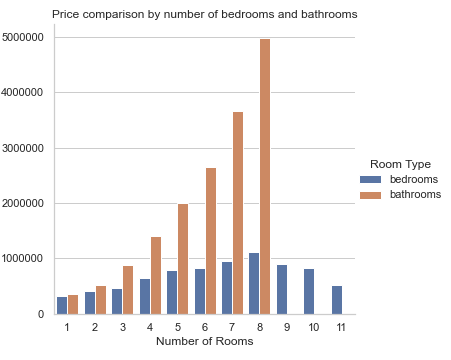 Price comparison by number of bedrooms and bathrooms
5000000
4000000
3000000
2000000
1000000
0
1 2 3 4 5 6 7 8 9 10 11
Number of Rooms
Room Type
bedrooms
bathrooms